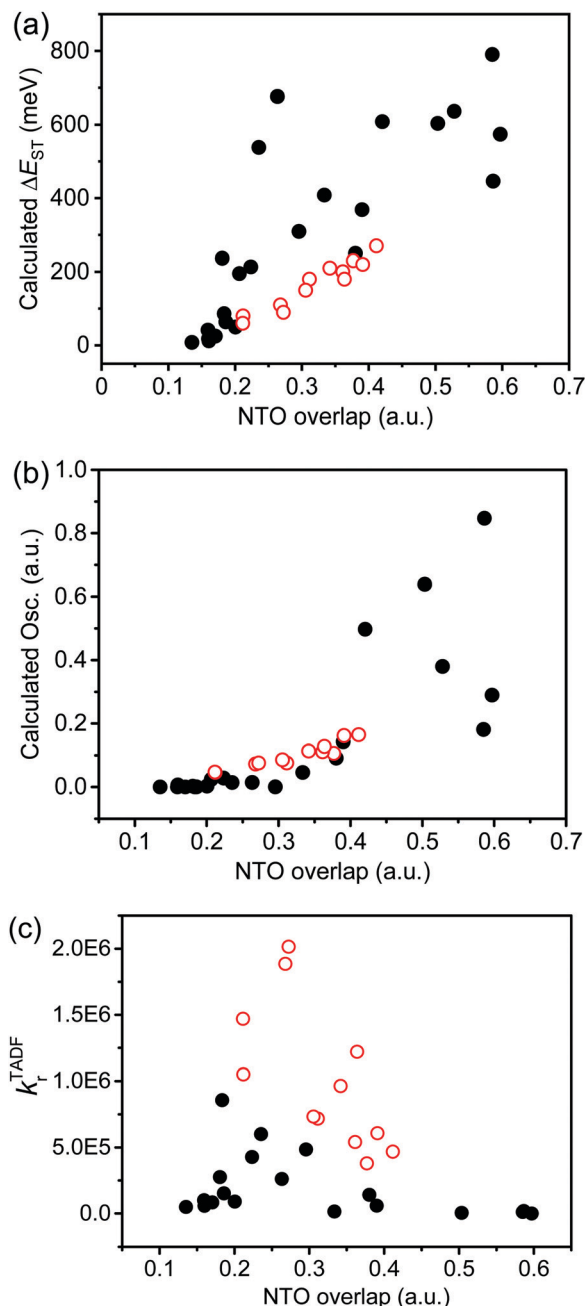 (a)
800
600
400
200
0
Calculated ΔE_ST (meV)
0 0.1 0.2 0.3 0.4 0.5 0.6 0.7
NTO overlap (a.u.)
(b)
1.0
0.8
0.6
0.4
0.2
0.0
Calculated Osc. (a.u.)
0.1 0.2 0.3 0.4 0.5 0.6 0.7
NTO overlap (a.u.)
(c)
2.0E6
1.5E6
1.0E6
5.0E5
0.0
k_r^TADF
0.1 0.2 0.3 0.4 0.5 0.6
NTO overlap (a.u.)